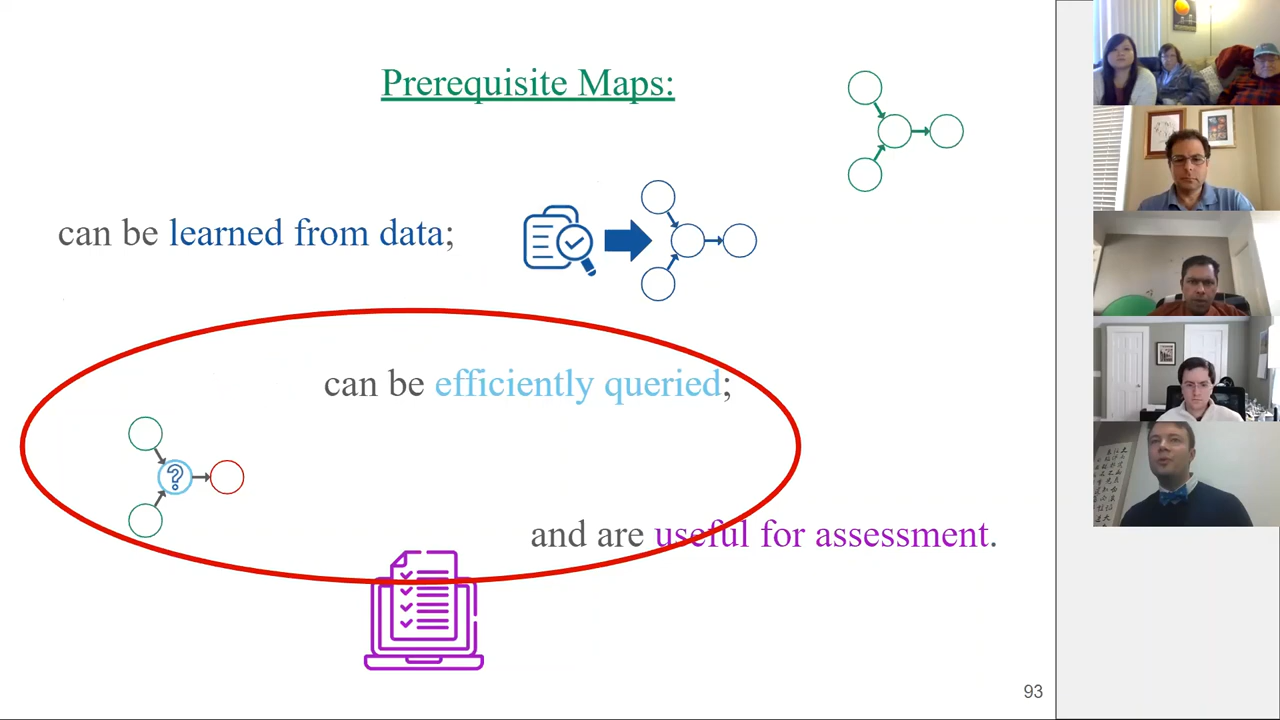 Prerequisite Maps:
can be learned from data;
can be efficiently queried;
?
and are useful for assessment.
93